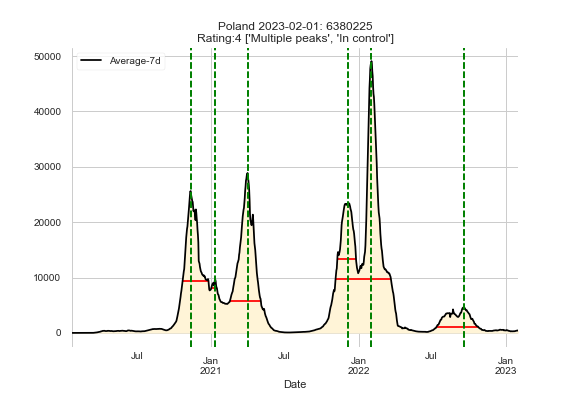 Poland 2023-02-01: 6380225
Rating:4 ['Multiple peaks', 'In control']
Average-7d
50000
40000
30000
20000
10000
0
Jul Jan Jul Jan Jul Jan
2021 2022 2023
Date